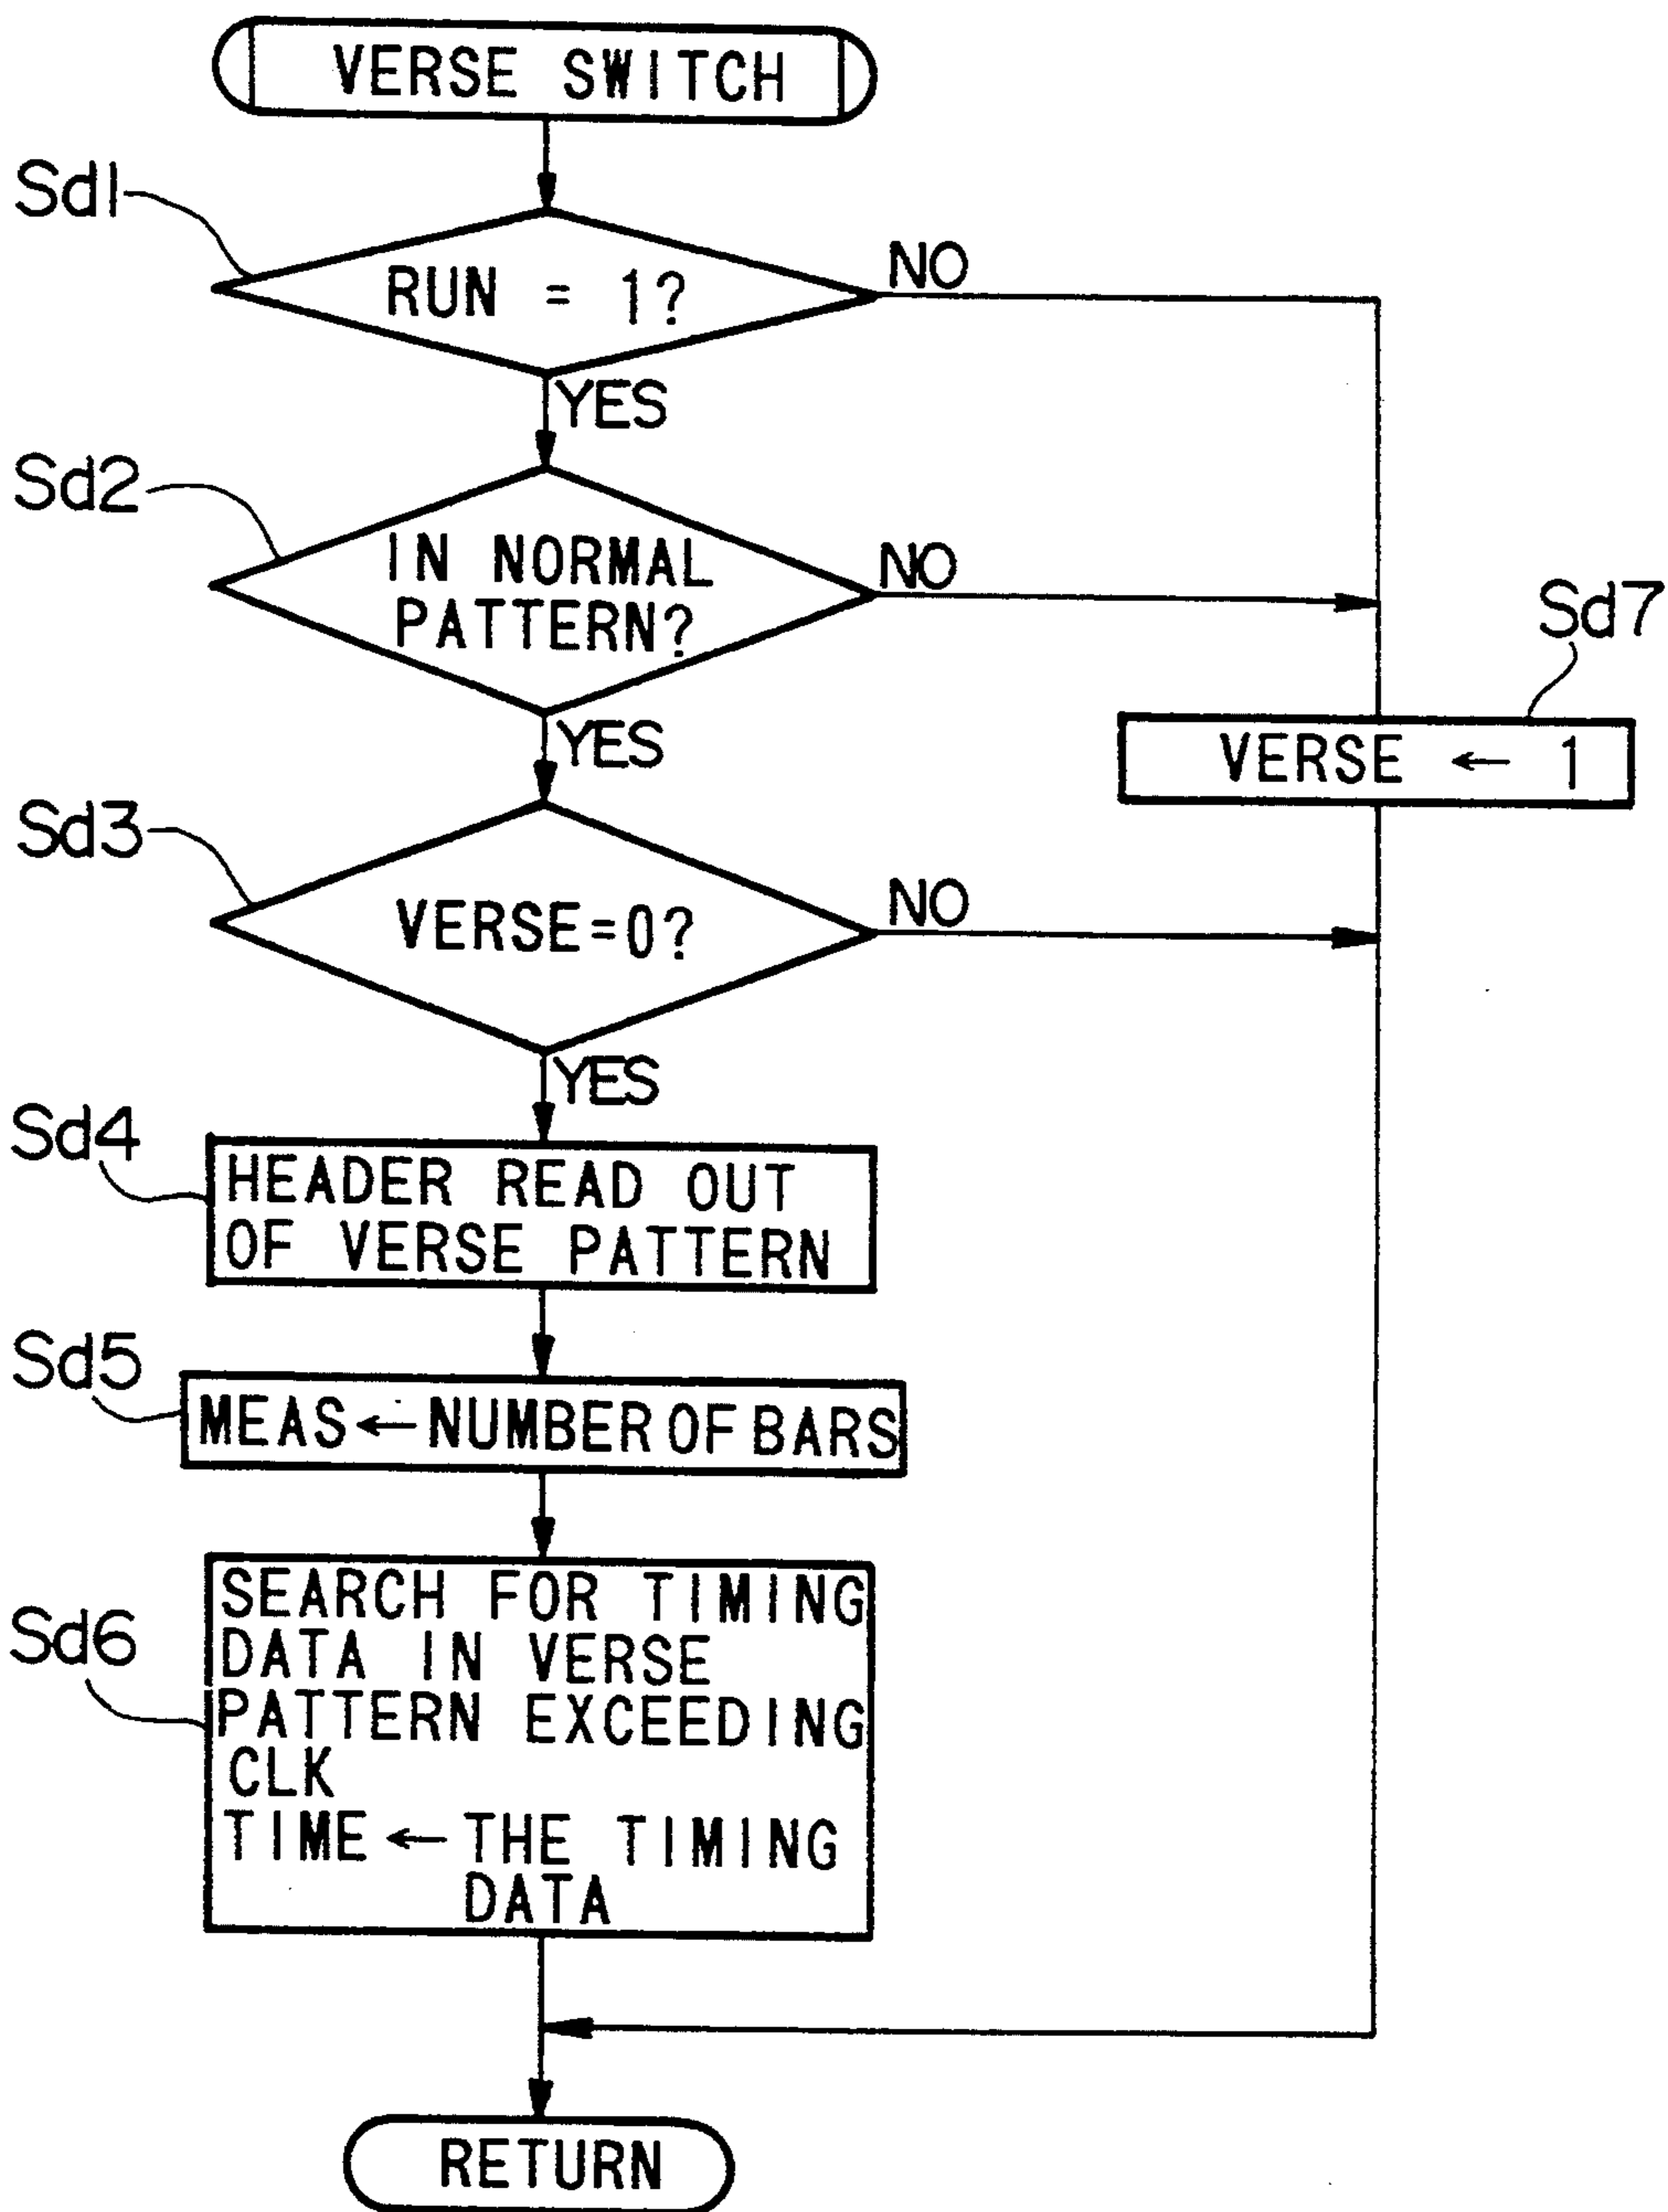 VERSE SWITCH
Sd1
RUN = 1?
NO
YES
Sd2
IN NORMAL
PATTERN?
NO
YES
Sd7
VERSE ← 1
Sd3
VERSE=0?
NO
YES
Sd4
HEADER READ OUT
OF VERSE PATTERN
Sd5
MEAS←NUMBER OF BARS
Sd6
SEARCH FOR TIMING
DATA IN VERSE
PATTERN EXCEEDING
CLK
TIME ← THE TIMING
DATA
RETURN